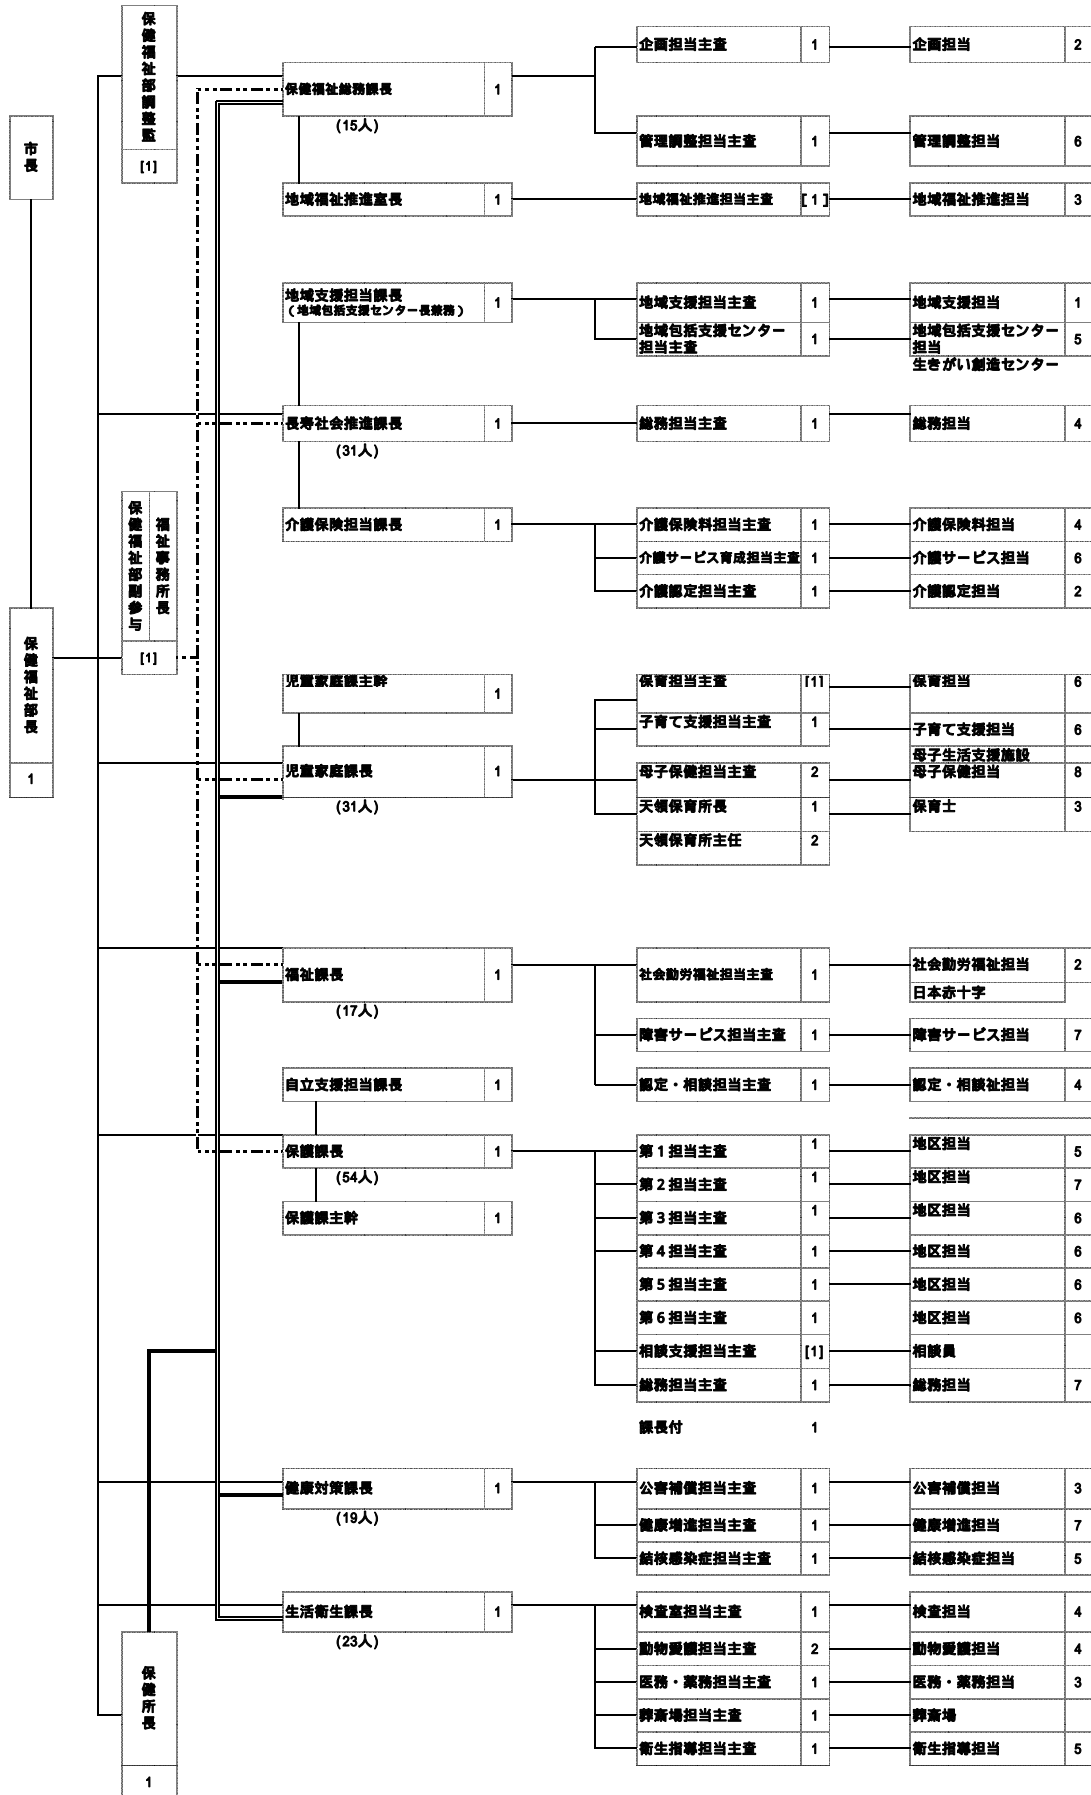 市長
保健福祉部長
1
保健福祉部調整監
[1]
保健福祉部副参与
福祉事務所長
[1]
保健所長
1
保健福祉総務課長 1
(15人)
企画担当主査 1
企画担当 2
管理調整担当主査 1
管理調整担当 6
地域福祉推進室長 1
地域福祉推進担当主査 [1]
地域福祉推進担当 3
地域支援担当課長 1
（地域包括支援センター長兼務）
地域支援担当主査 1
地域支援担当 1
地域包括支援センター
担当主査 1
地域包括支援センター
担当 5
生きがい創造センター
長寿社会推進課長 1
(31人)
総務担当主査 1
総務担当 4
介護保険担当課長 1
介護保険料担当主査 1
介護保険料担当 4
介護サービス育成担当主査 1
介護サービス担当 6
介護認定担当主査 1
介護認定担当 2
児童家庭課主幹 1
児童家庭課長 1
(31人)
保育担当主査 [1]
保育担当 6
子育て支援担当主査 1
子育て支援担当 6
母子生活支援施設
母子保健担当主査 2
母子保健担当 8
天領保育所長 1
保育士 3
天領保育所主任 2
福祉課長 1
(17人)
社会勤労福祉担当主査 1
社会勤労福祉担当 2
日本赤十字
障害サービス担当主査 1
障害サービス担当 7
認定・相談担当主査 1
認定・相談祉担当 4
自立支援担当課長 1
保護課長 1
(54人)
保護課主幹 1
第１担当主査 1
地区担当 5
第２担当主査 1
地区担当 7
第３担当主査 1
地区担当 6
第４担当主査 1
地区担当 6
第５担当主査 1
地区担当 6
第６担当主査 1
地区担当 6
相談支援担当主査 [1]
相談員
総務担当主査 1
総務担当 7
課長付 1
健康対策課長 1
(19人)
公害補償担当主査 1
公害補償担当 3
健康増進担当主査 1
健康増進担当 7
結核感染症担当主査 1
結核感染症担当 5
生活衛生課長 1
(23人)
検査室担当主査 1
検査担当 4
動物愛護担当主査 2
動物愛護担当 4
医務・薬務担当主査 1
医務・薬務担当 3
葬斎場担当主査 1
葬斎場
衛生指導担当主査 1
衛生指導担当 5